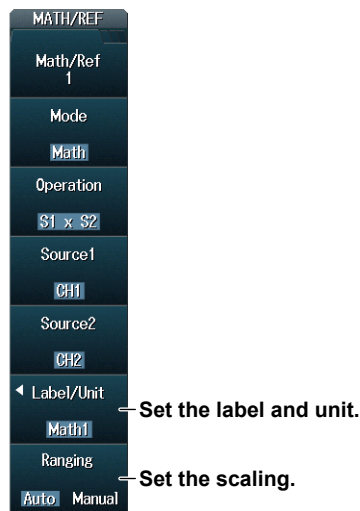 MATH/REF
Math/Ref
1
Mode
Math
Operation
S1 x S2
Source1
CH1
Source2
CH2
Label/Unit
Math1
Set the label and unit.
Ranging
Auto Manual
Set the scaling.